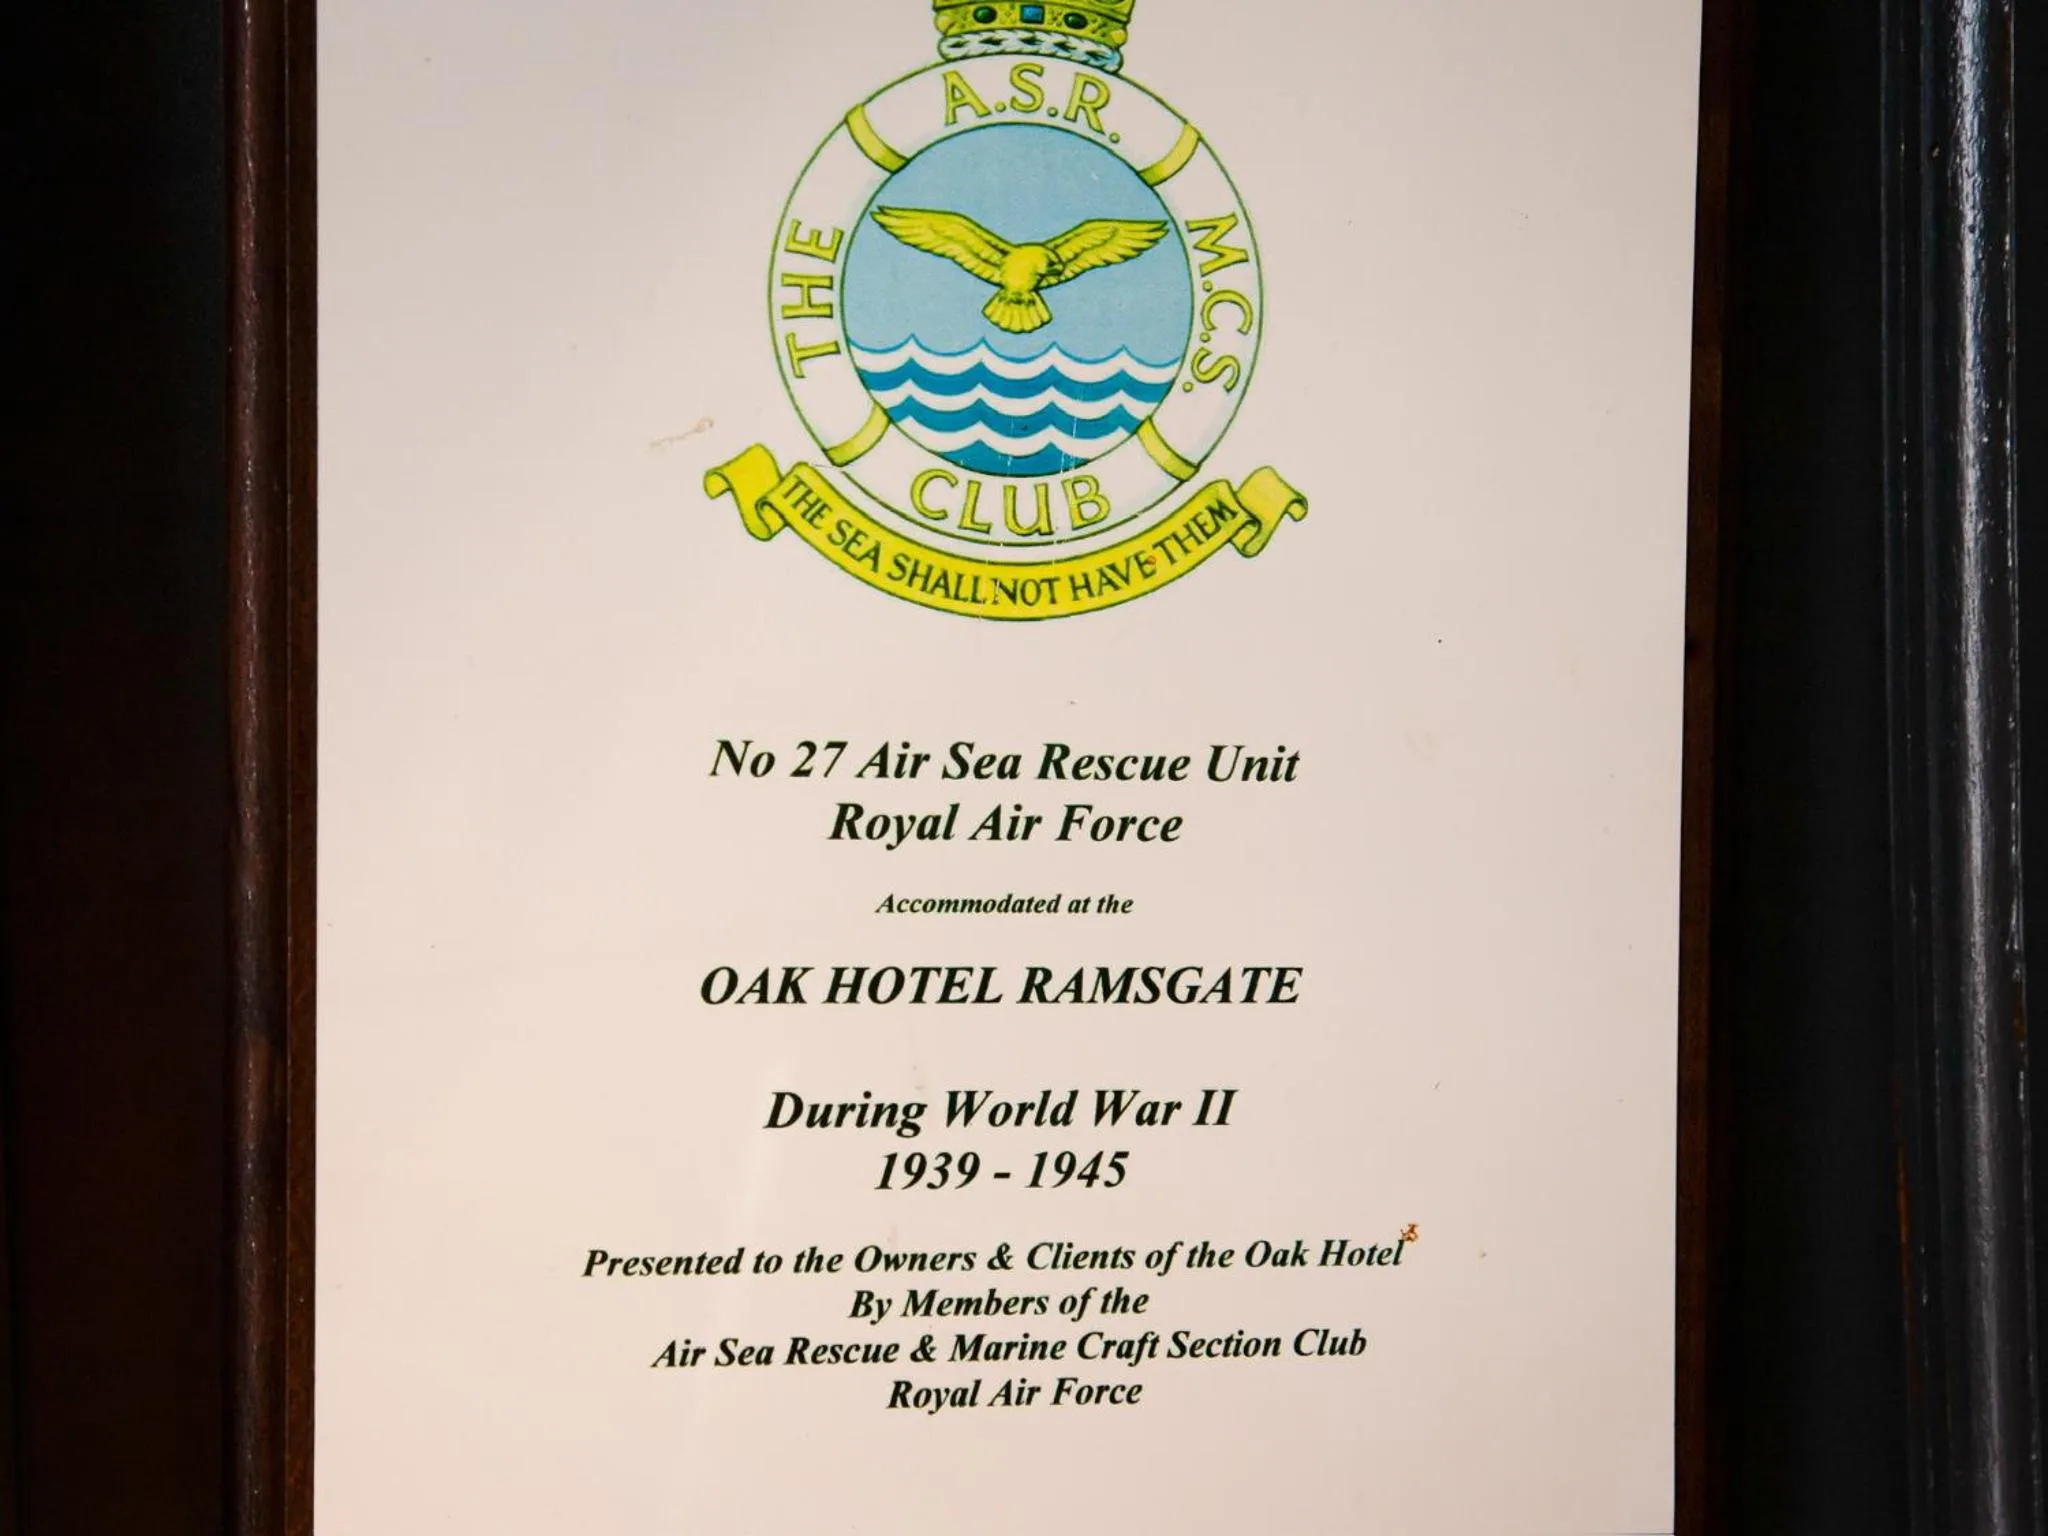 THE A.S.R. M.C.S. CLUB
THE SEA SHALL NOT HAVE THEM
No 27 Air Sea Rescue Unit
Royal Air Force
Accommodated at the
OAK HOTEL RAMSGATE
During World War II
1939 - 1945
Presented to the Owners & Clients of the Oak Hotel
By Members of the
Air Sea Rescue & Marine Craft Section Club
Royal Air Force